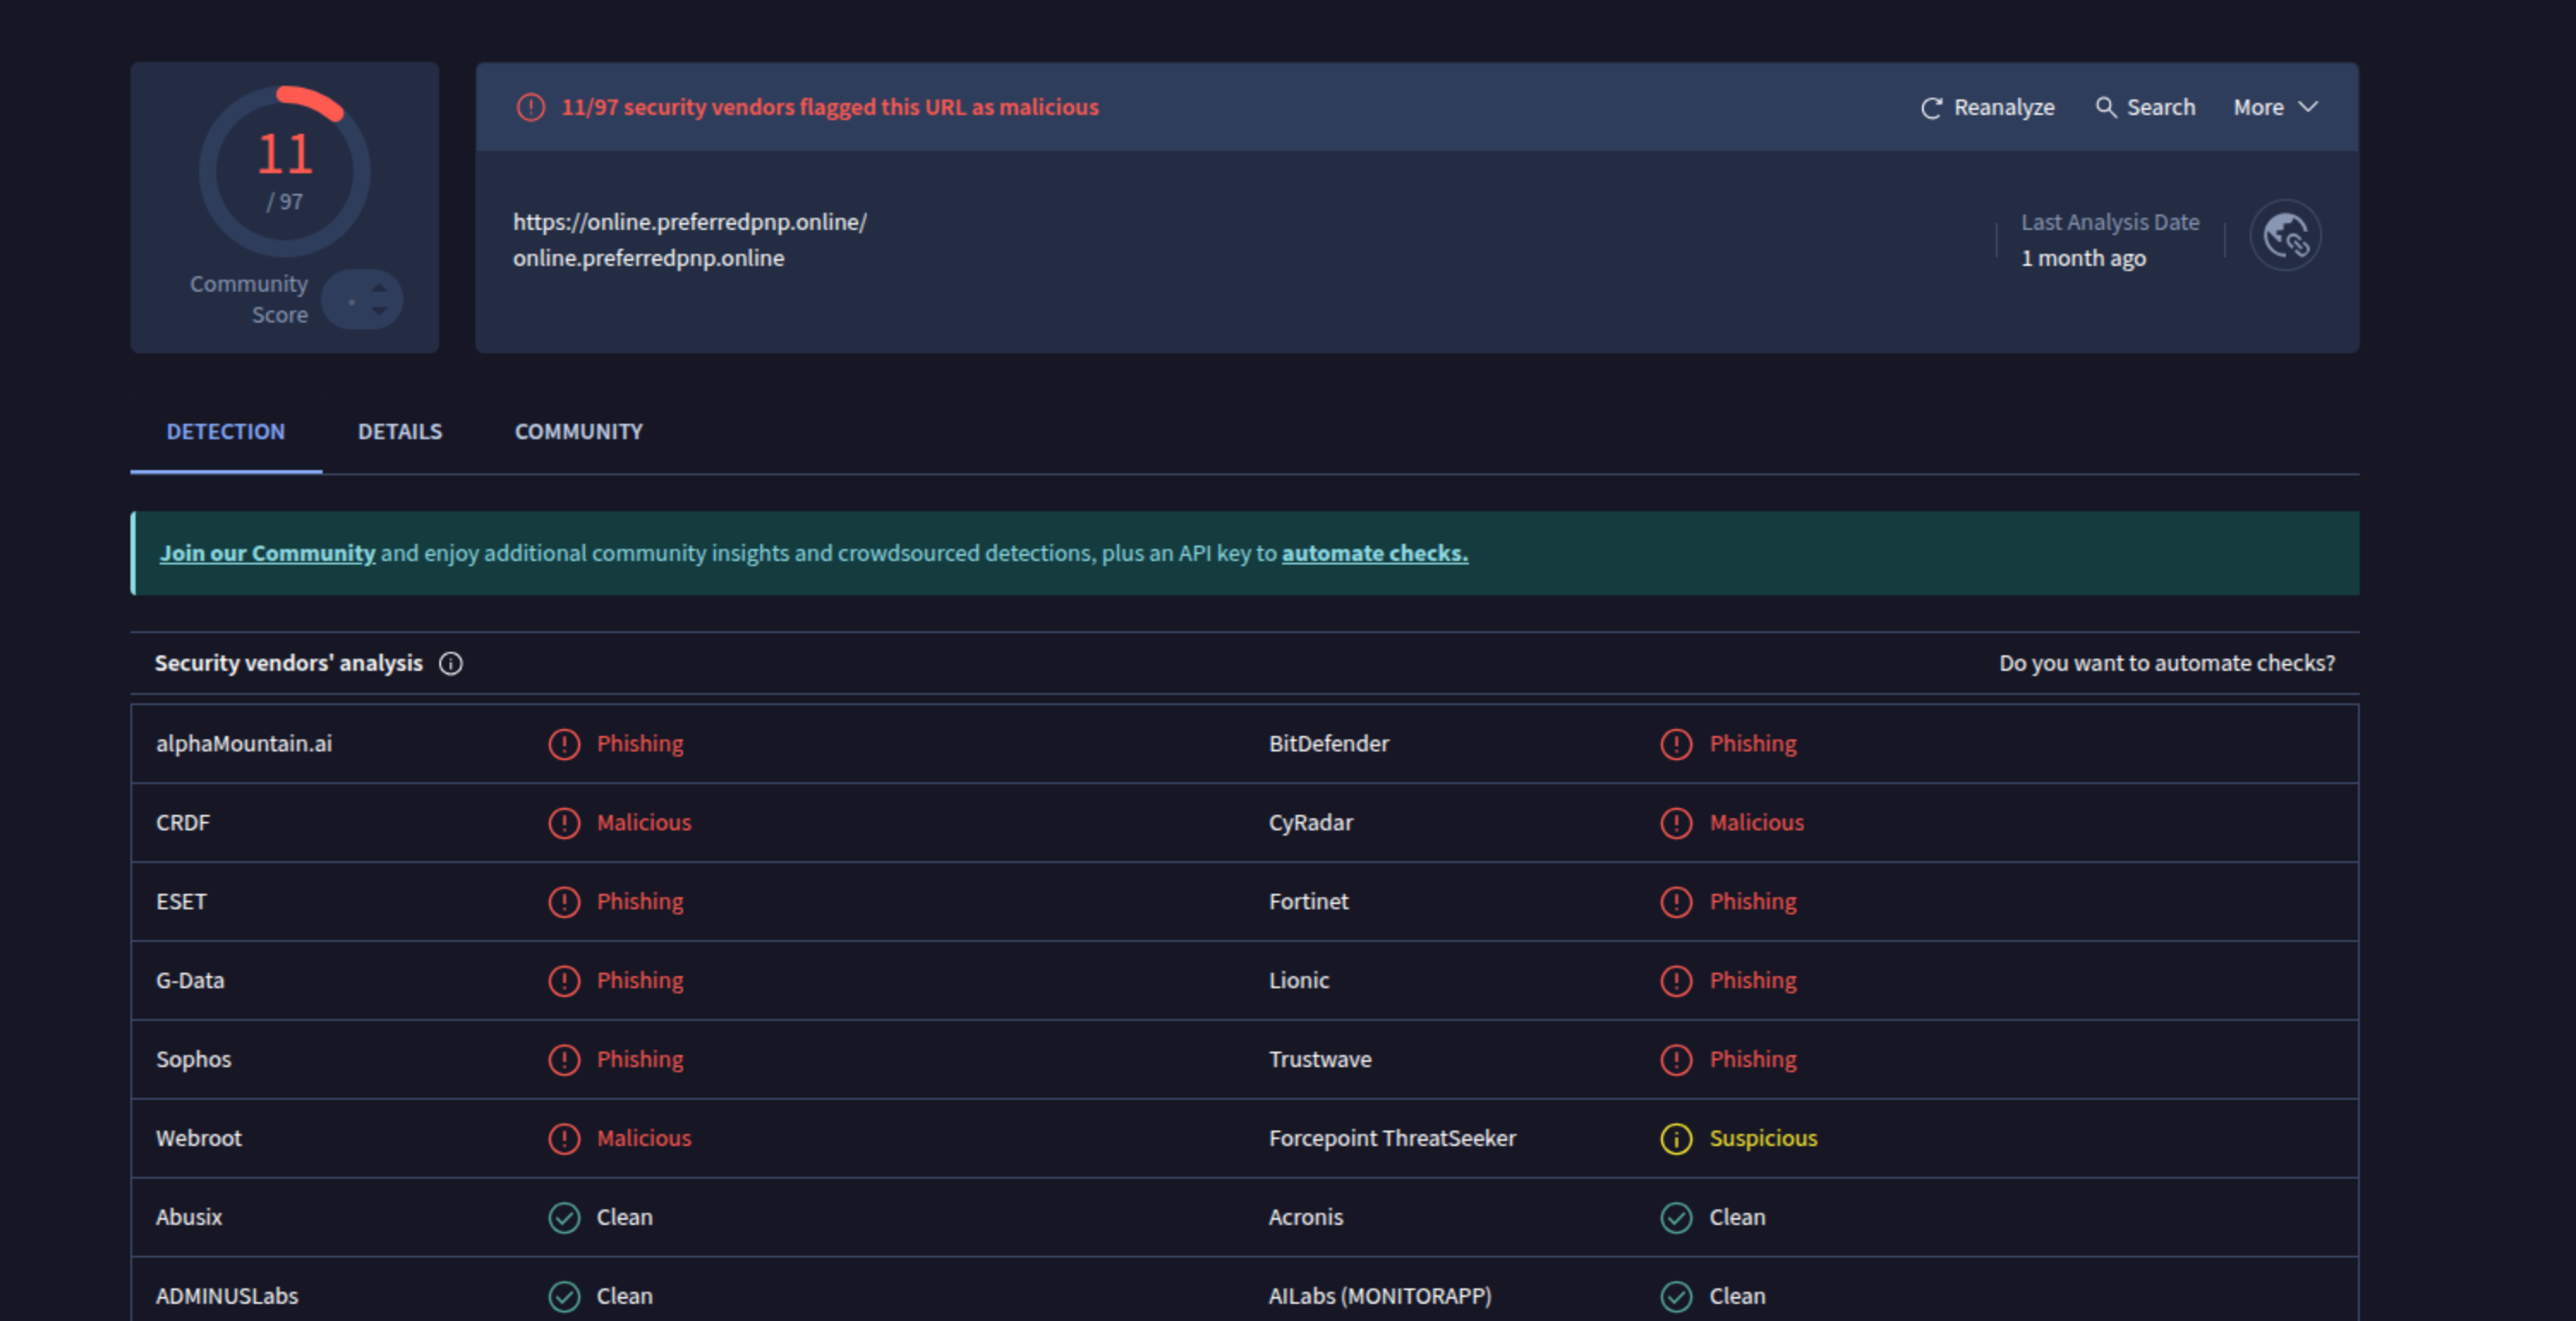 11
/ 97
Community
Score
11/97 security vendors flagged this URL as malicious
Reanalyze
Search
More
https://online.preferredpnp.online/
online.preferredpnp.online
Last Analysis Date
1 month ago
DETECTION
DETAILS
COMMUNITY
Join our Community and enjoy additional community insights and crowdsourced detections, plus an API key to automate checks.
Security vendors' analysis
Do you want to automate checks?
alphaMountain.ai Phishing BitDefender Phishing
CRDF Malicious CyRadar Malicious
ESET Phishing Fortinet Phishing
G-Data Phishing Lionic Phishing
Sophos Phishing Trustwave Phishing
Webroot Malicious Forcepoint ThreatSeeker Suspicious
Abusix Clean Acronis Clean
ADMINUSLabs Clean AILabs (MONITORAPP) Clean